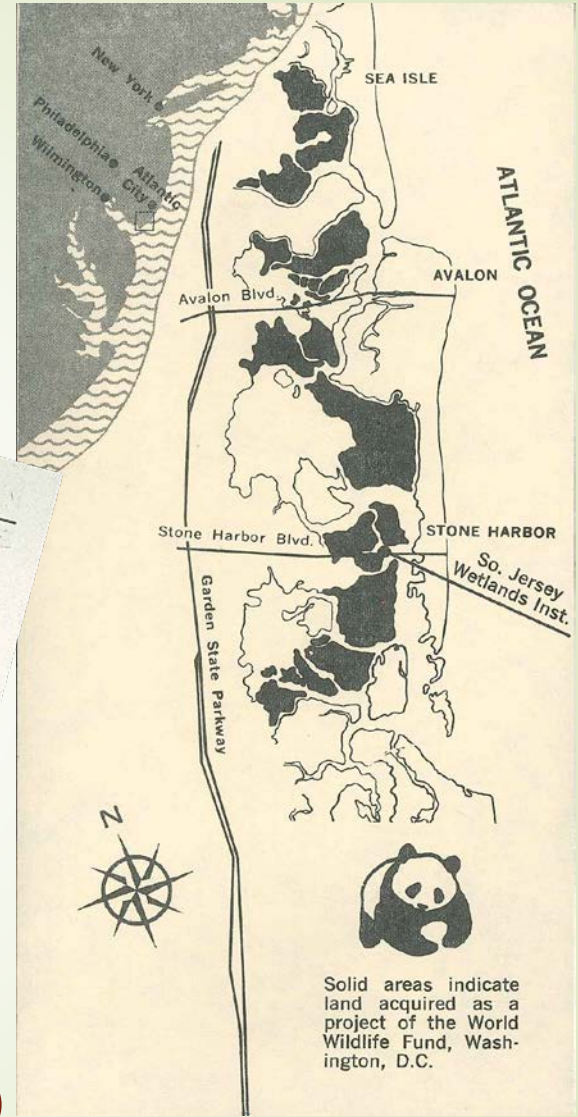 New York
Philadelphia
Atlantic
City
Wilmington
SEA ISLE
ATLANTIC OCEAN
AVALON
Avalon Blvd.
Stone Harbor Blvd.
STONE HARBOR
So. Jersey
Wetlands Inst.
Garden State Parkway
N
Solid areas indicate
land acquired as a
project of the World
Wildlife Fund, Wash-
ington, D.C.